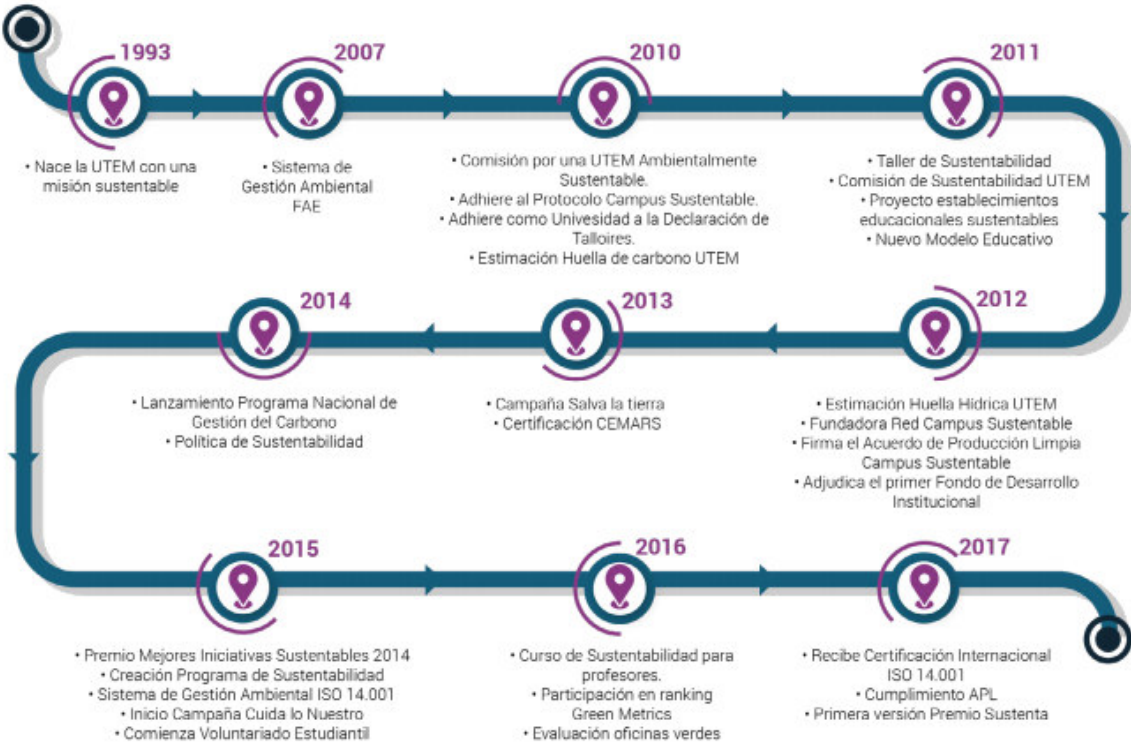 1993
• Nace la UTEM con una
misión sustentable
2007
• Sistema de
Gestión Ambiental
FAE
2010
• Comisión por una UTEM Ambientalmente
Sustentable.
• Adhiere al Protocolo Campus Sustentable.
• Adhiere como Univesidad a la Declaración de
Talloires.
• Estimación Huella de carbono UTEM
2011
• Taller de Sustentabilidad
• Comisión de Sustentabilidad UTEM
• Proyecto establecimientos
educacionales sustentables
• Nuevo Modelo Educativo
2012
• Estimación Huella Hídrica UTEM
• Fundadora Red Campus Sustentable
• Firma el Acuerdo de Producción Limpia
Campus Sustentable
• Adjudica el primer Fondo de Desarrollo
Institucional
2013
• Campaña Salva la tierra
• Certificación CEMARS
2014
• Lanzamiento Programa Nacional de
Gestión del Carbono
• Política de Sustentabilidad
2015
• Premio Mejores Iniciativas Sustentables 2014
• Creación Programa de Sustentabilidad
• Sistema de Gestión Ambiental ISO 14.001
• Inicio Campaña Cuida lo Nuestro
• Comienza Voluntariado Estudiantil
2016
• Curso de Sustentabilidad para
profesores.
• Participación en ranking
Green Metrics
• Evaluación oficinas verdes
2017
• Recibe Certificación Internacional
ISO 14.001
• Cumplimiento APL
• Primera versión Premio Sustenta